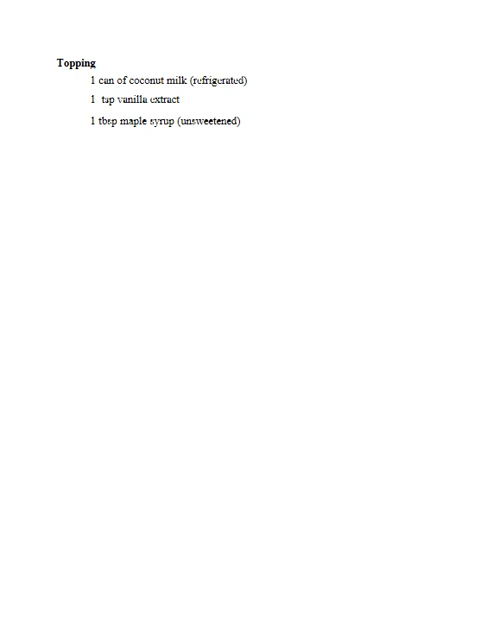 Topping
1 can of coconut milk (refrigerated)
1 tsp vanilla extract
1 tbsp maple syrup (unsweetened)